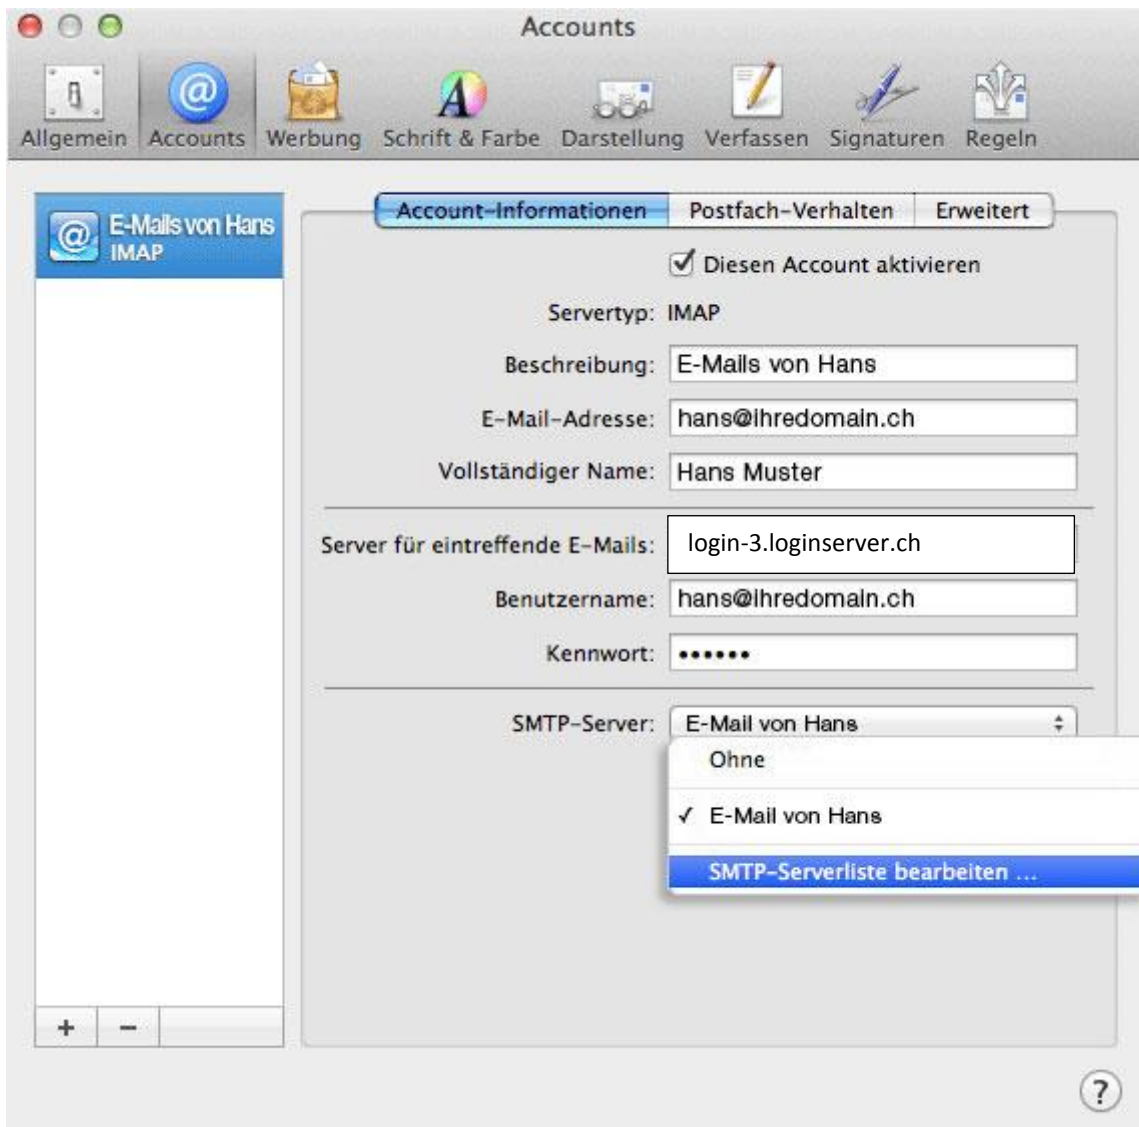 Accounts
Allgemein Accounts Werbung Schrift & Farbe Darstellung Verfassen Signaturen Regeln
E-Mails von Hans
IMAP
Account-Informationen Postfach-Verhalten Erweitert
Diesen Account aktivieren
Servertyp: IMAP
Beschreibung: E-Mails von Hans
E-Mail-Adresse: hans@ihredomain.ch
Vollständiger Name: Hans Muster
Server für eintreffende E-Mails: login-3.loginserver.ch
Benutzername: hans@ihredomain.ch
Kennwort: ••••••
SMTP-Server: E-Mail von Hans
Ohne
✓ E-Mail von Hans
SMTP-Serverliste bearbeiten ...
+ −
?